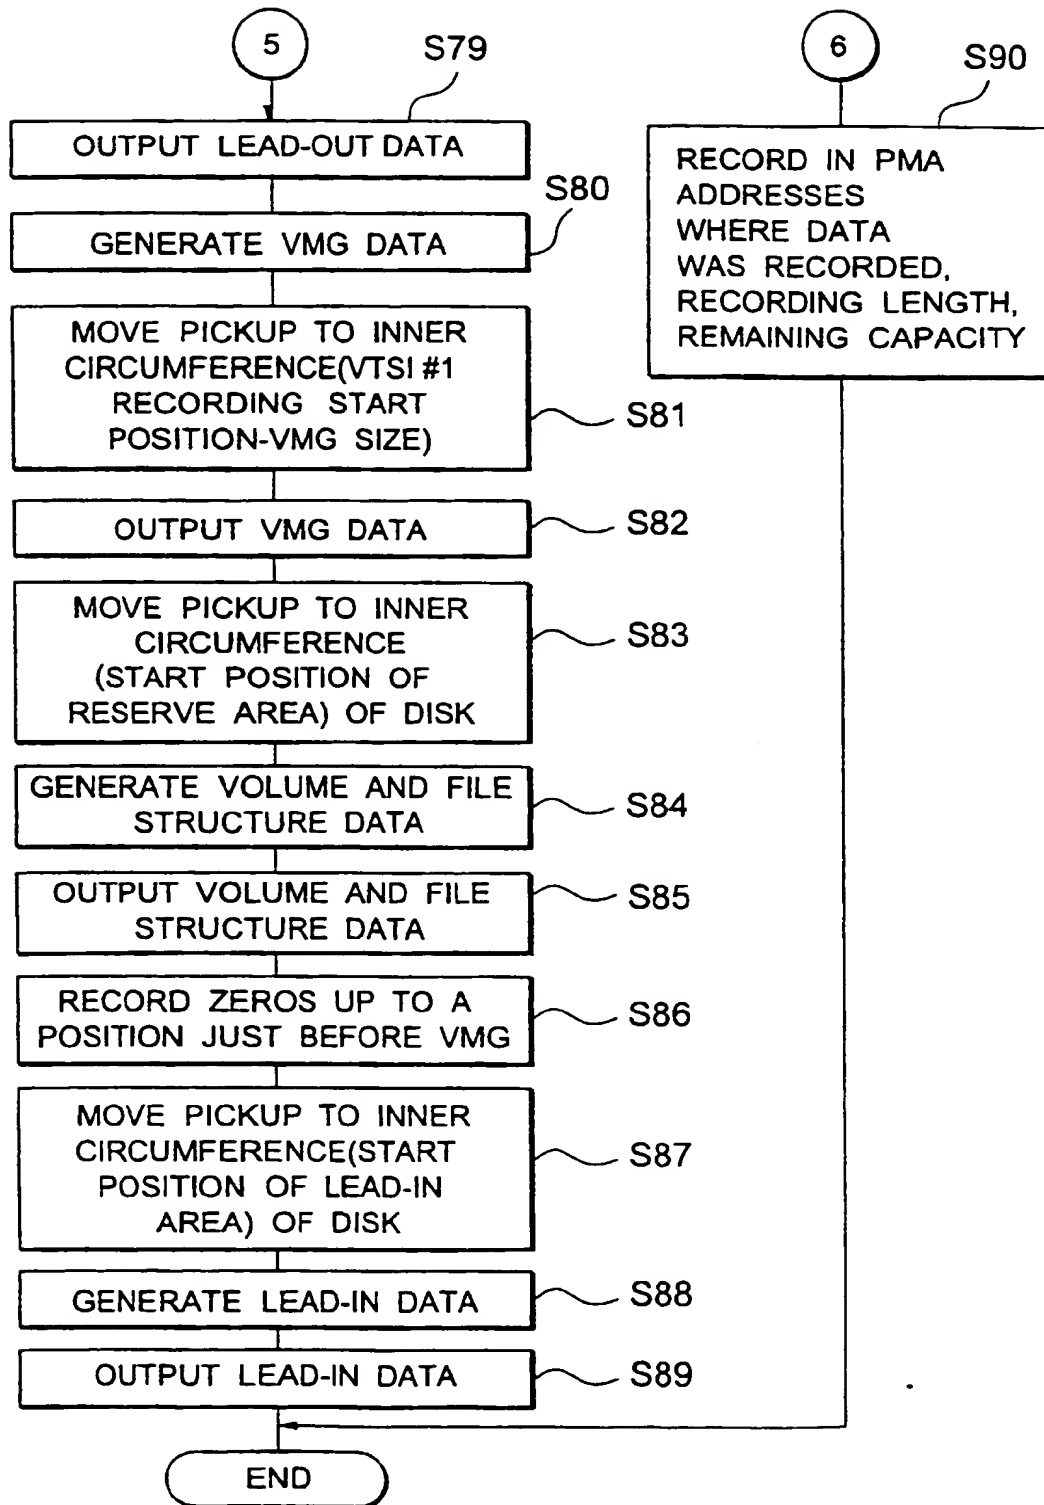 5
S79
OUTPUT LEAD-OUT DATA
S80
GENERATE VMG DATA
MOVE PICKUP TO INNER
CIRCUMFERENCE(VTSI #1
RECORDING START
POSITION-VMG SIZE)
S81
OUTPUT VMG DATA
S82
MOVE PICKUP TO INNER
CIRCUMFERENCE
(START POSITION OF
RESERVE AREA) OF DISK
S83
GENERATE VOLUME AND FILE
STRUCTURE DATA
S84
OUTPUT VOLUME AND FILE
STRUCTURE DATA
S85
RECORD ZEROS UP TO A
POSITION JUST BEFORE VMG
S86
MOVE PICKUP TO INNER
CIRCUMFERENCE(START
POSITION OF LEAD-IN
AREA) OF DISK
S87
GENERATE LEAD-IN DATA
S88
OUTPUT LEAD-IN DATA
S89
END
6
S90
RECORD IN PMA
ADDRESSES
WHERE DATA
WAS RECORDED,
RECORDING LENGTH,
REMAINING CAPACITY